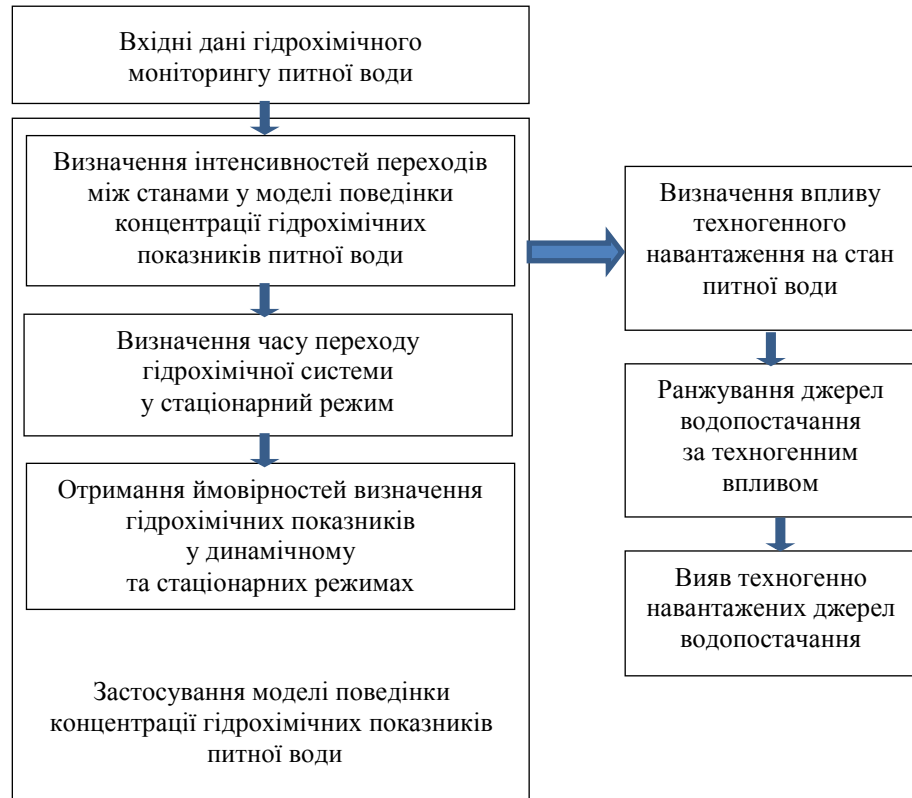 Вхідні дані гідрохімічного
моніторингу питної води
Визначення інтенсивностей переходів
між станами у моделі поведінки
концентрації гідрохімічних
показників питної води
Визначення часу переходу
гідрохімічної системи
у стаціонарний режим
Отримання ймовірностей визначення
гідрохімічних показників
у динамічному
та стаціонарних режимах
Застосування моделі поведінки
концентрації гідрохімічних показників
питної води
Визначення впливу
техногенного
навантаження на стан
питної води
Ранжування джерел
водопостачання
за техногенним
впливом
Вияв техногенно
навантажених джерел
водопостачання